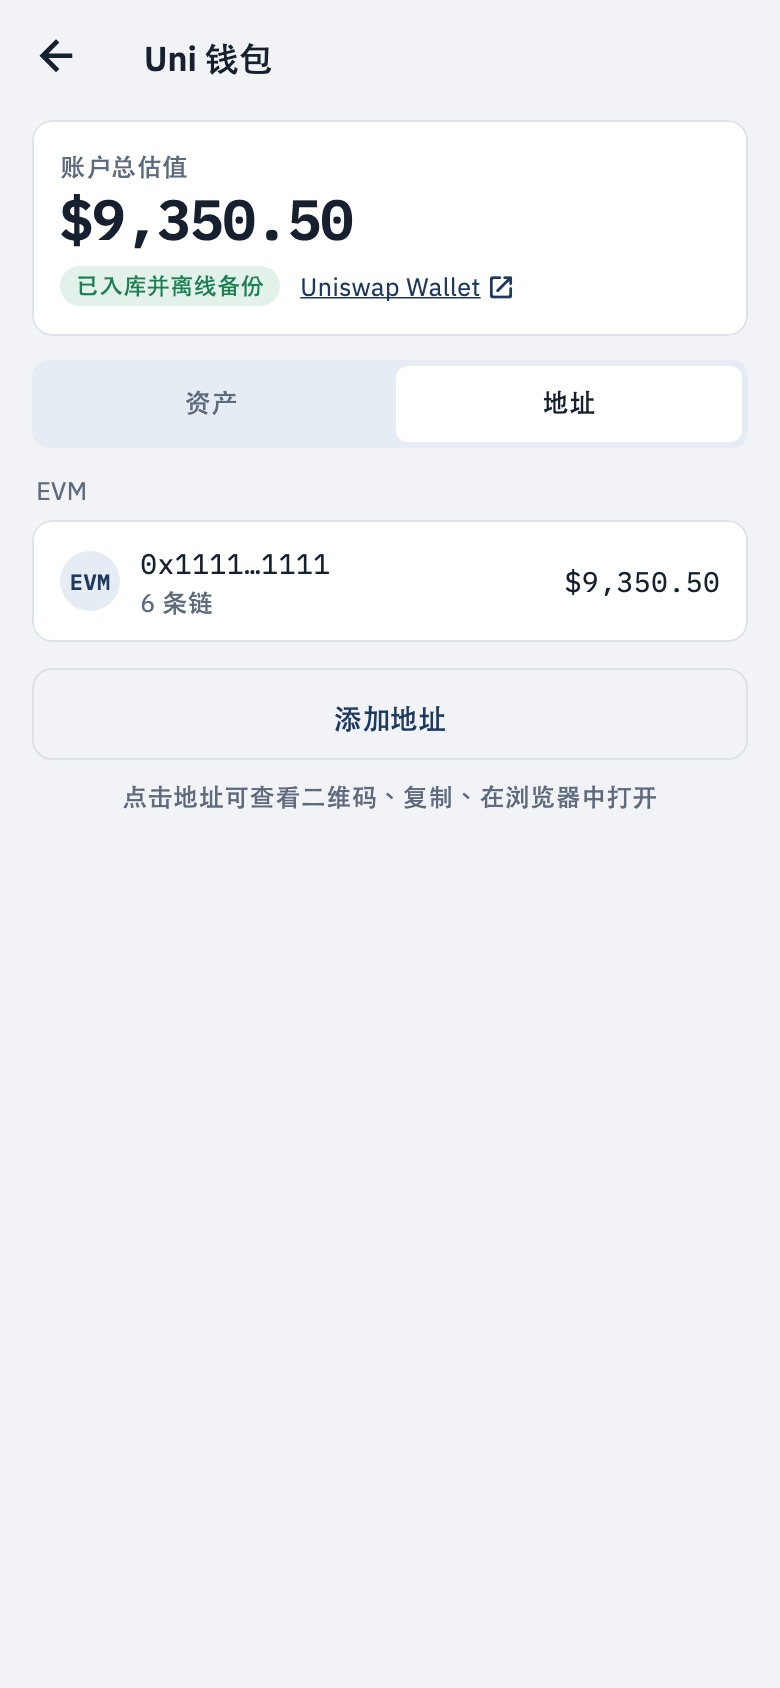 Uni 钱包
账户总估值
$9,350.50
已入库并离线备份 Uniswap Wallet
资产 地址
EVM
EVM 0x1111…1111 $9,350.50
6 条链
添加地址
点击地址可查看二维码、复制、在浏览器中打开